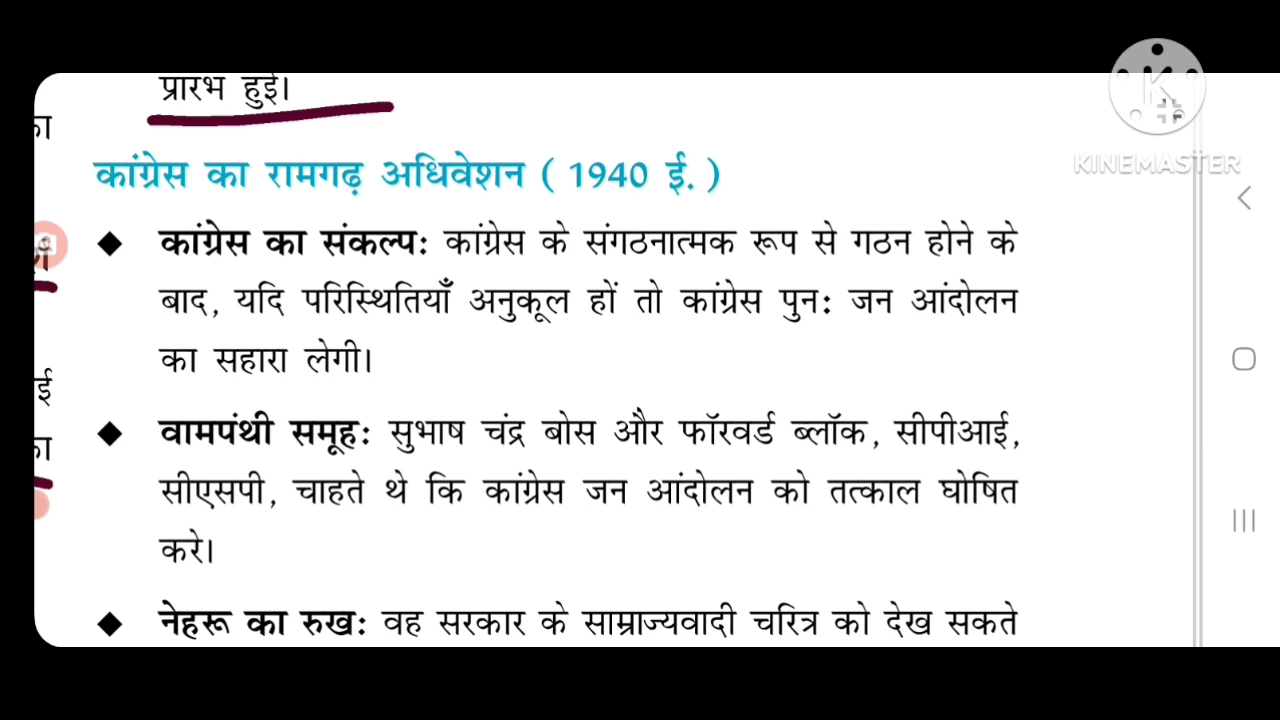 प्रारभ हुई।
का
KINEMASTER
कांग्रेस का रामगढ़ अधिवेशन ( 1940 ई. )
◆ कांग्रेस का संकल्पः कांग्रेस के संगठनात्मक रूप से गठन होने के
बाद, यदि परिस्थितियाँ अनुकूल हों तो कांग्रेस पुनः जन आंदोलन
का सहारा लेगी।
ई
◆ वामपंथी समूहः सुभाष चंद्र बोस और फॉरवर्ड ब्लॉक, सीपीआई,
का
सीएसपी, चाहते थे कि कांग्रेस जन आंदोलन को तत्काल घोषित
करे।
◆ नेहरू का रुखः वह सरकार के साम्राज्यवादी चरित्र को देख सकते